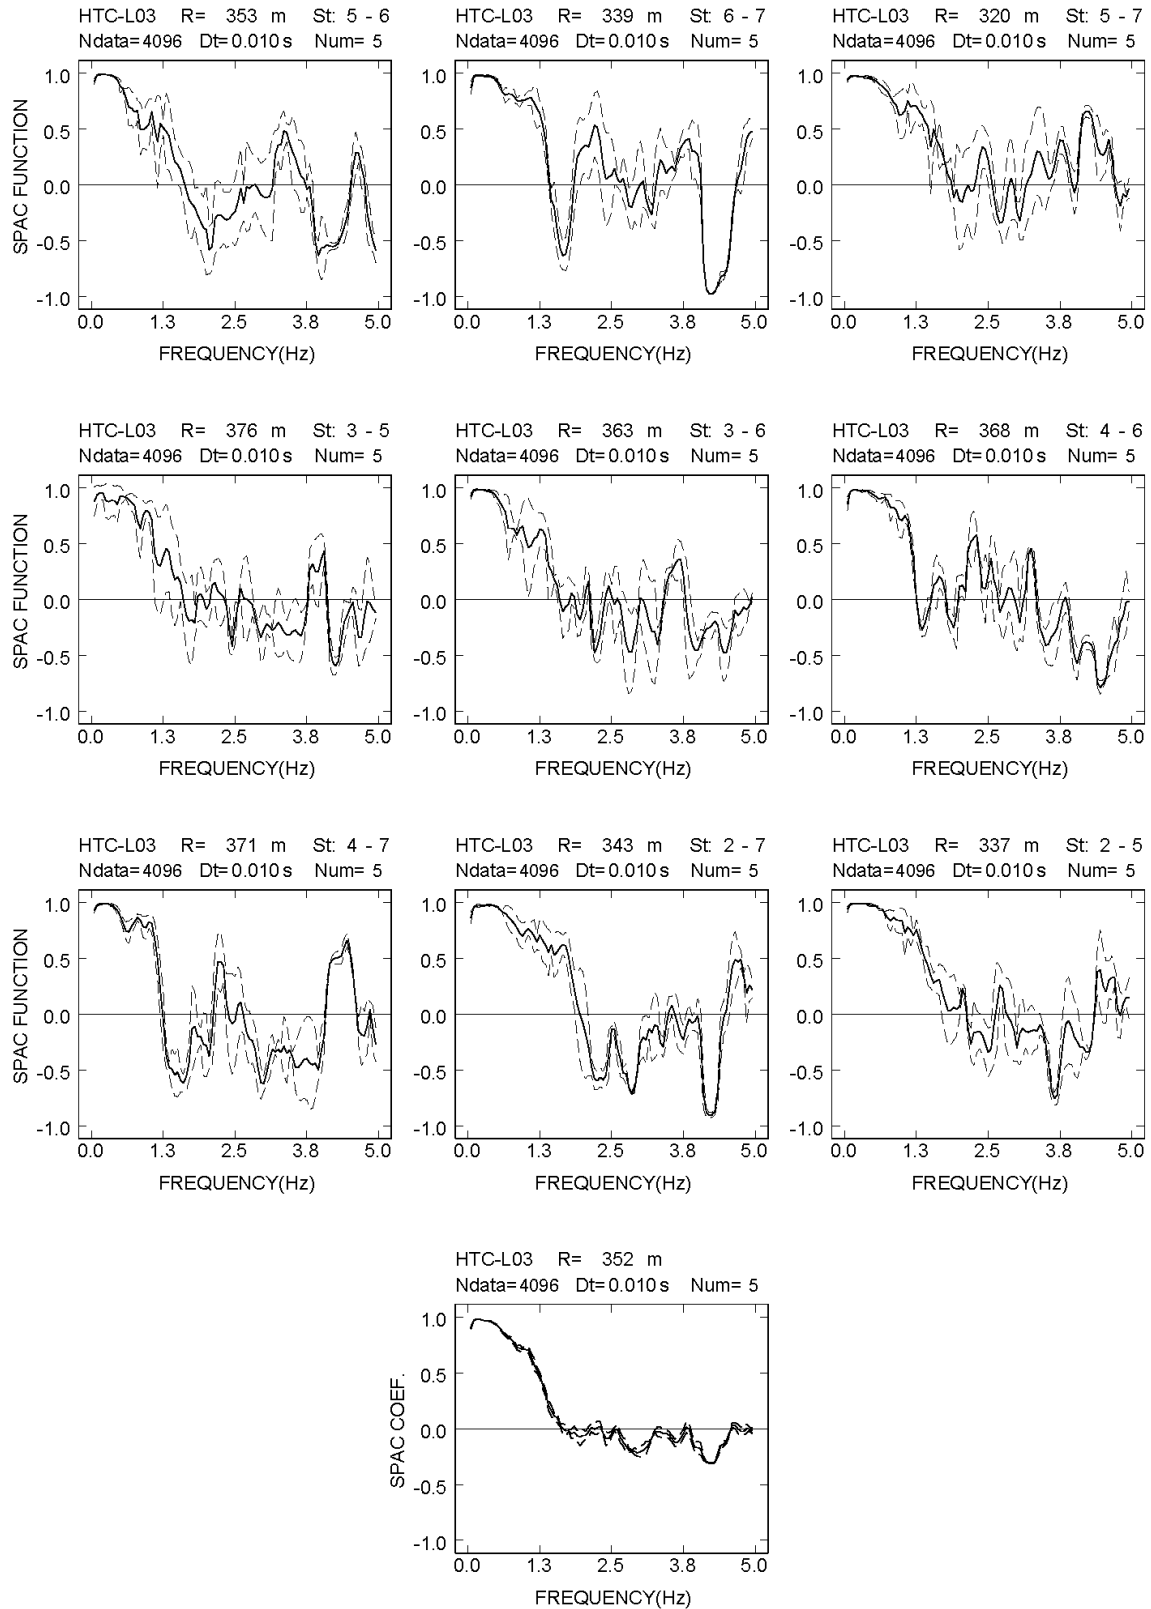 HTC-L03 R= 353 m St: 5 - 6
Ndata=4096 Dt=0.010s Num= 5
HTC-L03 R= 339 m St: 6 - 7
Ndata=4096 Dt=0.010s Num= 5
HTC-L03 R= 320 m St: 5 - 7
Ndata=4096 Dt=0.010s Num= 5
SPAC FUNCTION
1.0
0.5
0.0
-0.5
-1.0
0.0 1.3 2.5 3.8 5.0
FREQUENCY(Hz)
1.0
0.5
0.0
-0.5
-1.0
0.0 1.3 2.5 3.8 5.0
FREQUENCY(Hz)
1.0
0.5
0.0
-0.5
-1.0
0.0 1.3 2.5 3.8 5.0
FREQUENCY(Hz)
HTC-L03 R= 376 m St: 3 - 5
Ndata=4096 Dt=0.010s Num= 5
HTC-L03 R= 363 m St: 3 - 6
Ndata=4096 Dt=0.010s Num= 5
HTC-L03 R= 368 m St: 4 - 6
Ndata=4096 Dt=0.010s Num= 5
SPAC FUNCTION
1.0
0.5
0.0
-0.5
-1.0
0.0 1.3 2.5 3.8 5.0
FREQUENCY(Hz)
1.0
0.5
0.0
-0.5
-1.0
0.0 1.3 2.5 3.8 5.0
FREQUENCY(Hz)
1.0
0.5
0.0
-0.5
-1.0
0.0 1.3 2.5 3.8 5.0
FREQUENCY(Hz)
HTC-L03 R= 371 m St: 4 - 7
Ndata=4096 Dt=0.010s Num= 5
HTC-L03 R= 343 m St: 2 - 7
Ndata=4096 Dt=0.010s Num= 5
HTC-L03 R= 337 m St: 2 - 5
Ndata=4096 Dt=0.010s Num= 5
SPAC FUNCTION
1.0
0.5
0.0
-0.5
-1.0
0.0 1.3 2.5 3.8 5.0
FREQUENCY(Hz)
1.0
0.5
0.0
-0.5
-1.0
0.0 1.3 2.5 3.8 5.0
FREQUENCY(Hz)
1.0
0.5
0.0
-0.5
-1.0
0.0 1.3 2.5 3.8 5.0
FREQUENCY(Hz)
HTC-L03 R= 352 m
Ndata=4096 Dt=0.010s Num= 5
SPAC COEF.
1.0
0.5
0.0
-0.5
-1.0
0.0 1.3 2.5 3.8 5.0
FREQUENCY(Hz)